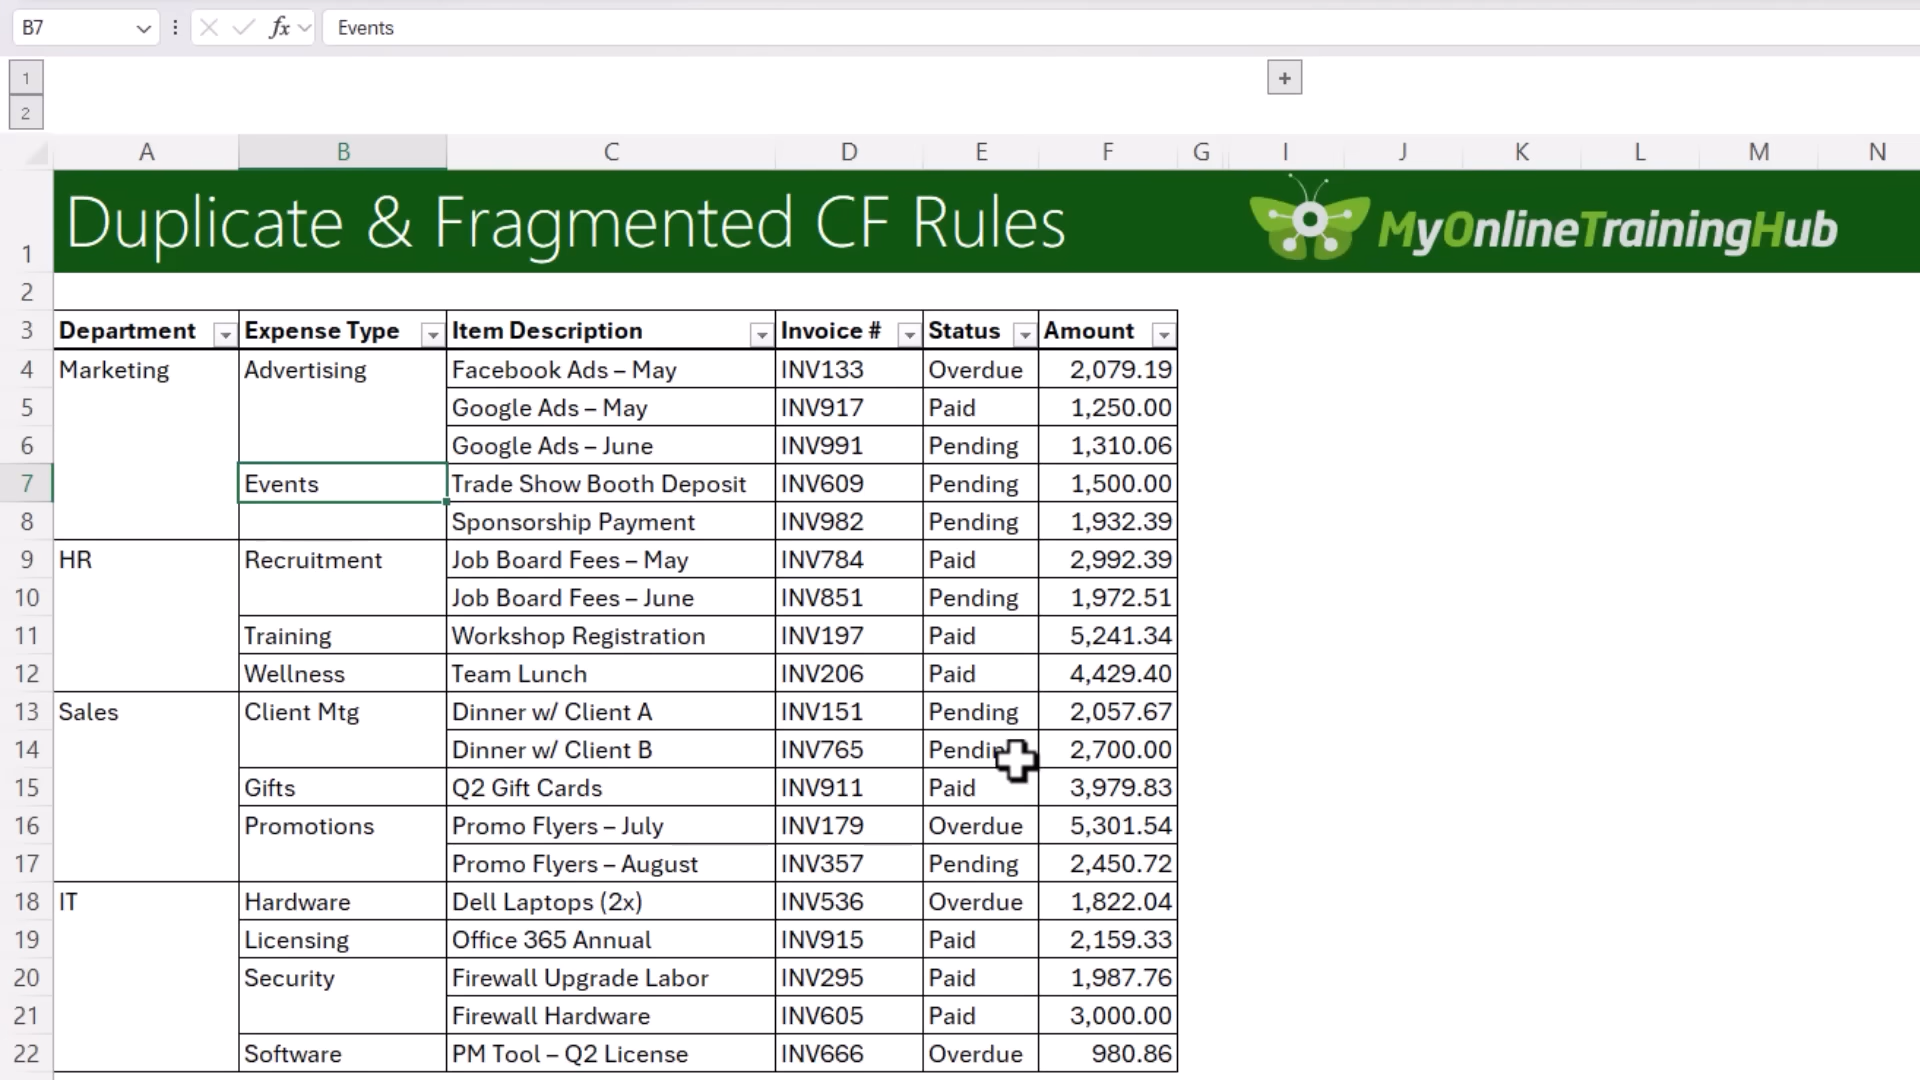 B7 fx Events
1 +
2
A B C D E F G I J K L M N
1 Duplicate & Fragmented CF Rules MyOnlineTrainingHub
2
3 Department Expense Type Item Description Invoice # Status Amount
4 Marketing Advertising Facebook Ads – May INV133 Overdue 2,079.19
5 Google Ads – May INV917 Paid 1,250.00
6 Google Ads – June INV991 Pending 1,310.06
7 Events Trade Show Booth Deposit INV609 Pending 1,500.00
8 Sponsorship Payment INV982 Pending 1,932.39
9 HR Recruitment Job Board Fees – May INV784 Paid 2,992.39
10 Job Board Fees – June INV851 Pending 1,972.51
11 Training Workshop Registration INV197 Paid 5,241.34
12 Wellness Team Lunch INV206 Paid 4,429.40
13 Sales Client Mtg Dinner w/ Client A INV151 Pending 2,057.67
14 Dinner w/ Client B INV765 Pending 2,700.00
15 Gifts Q2 Gift Cards INV911 Paid 3,979.83
16 Promotions Promo Flyers – July INV179 Overdue 5,301.54
17 Promo Flyers – August INV357 Pending 2,450.72
18 IT Hardware Dell Laptops (2x) INV536 Overdue 1,822.04
19 Licensing Office 365 Annual INV915 Paid 2,159.33
20 Security Firewall Upgrade Labor INV295 Paid 1,987.76
21 Firewall Hardware INV605 Paid 3,000.00
22 Software PM Tool – Q2 License INV666 Overdue 980.86